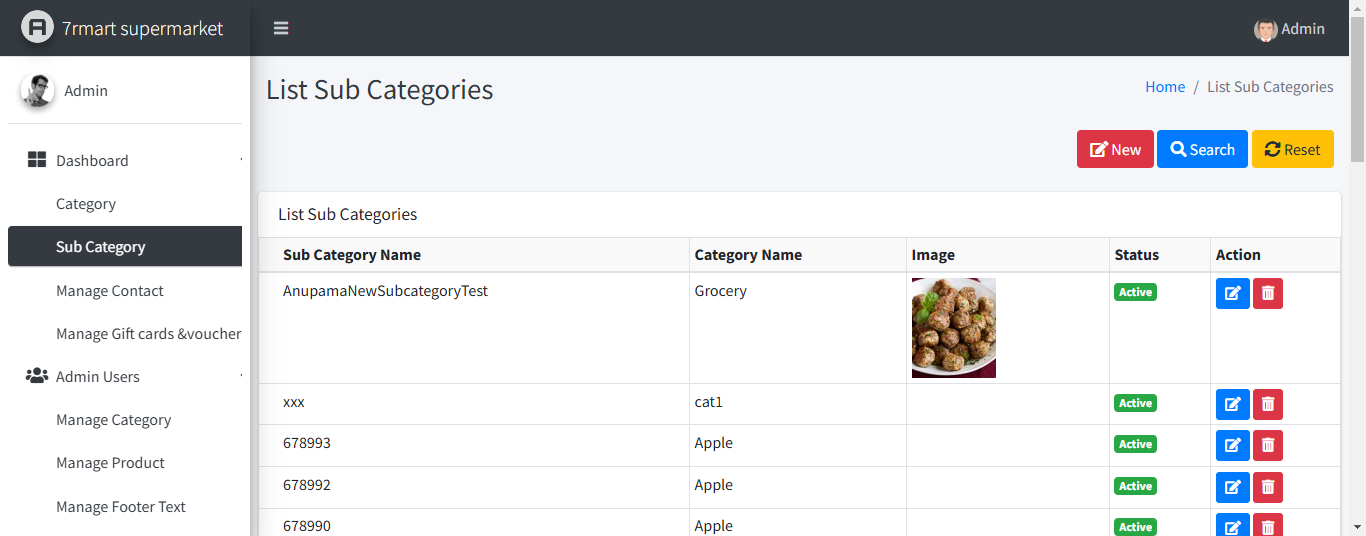 7rmart supermarket
Admin
Admin
List Sub Categories
Home / List Sub Categories
Dashboard
Category
Sub Category
Manage Contact
Manage Gift cards &voucher
Admin Users
Manage Category
Manage Product
Manage Footer Text
New
Search
Reset
List Sub Categories
Sub Category Name Category Name Image Status Action
AnupamaNewSubcategoryTest Grocery Active
xxx cat1 Active
678993 Apple Active
678992 Apple Active
678990 Apple Active